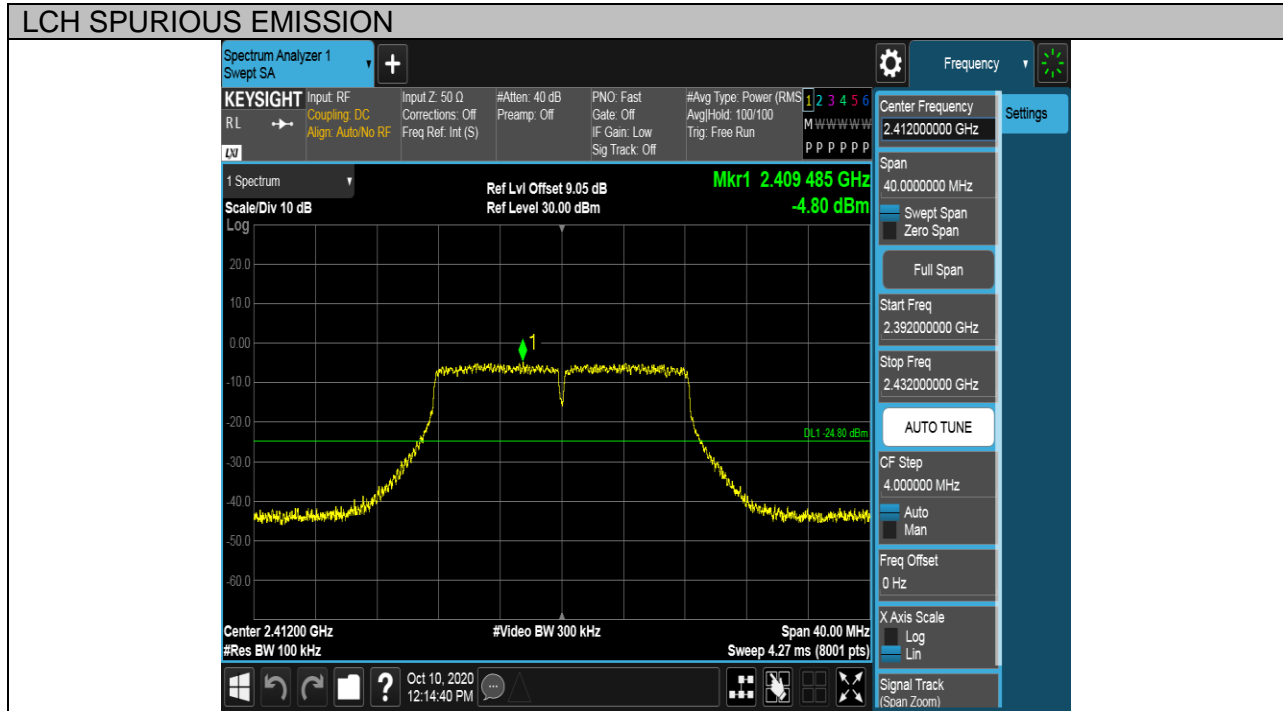 LCH SPURIOUS EMISSION
Spectrum Analyzer 1
Swept SA
+
Frequency
KEYSIGHT
RL
LXI
Input: RF
Coupling: DC
Align: Auto/No RF
Input Z: 50 Ω
Corrections: Off
Freq Ref: Int (S)
#Atten: 40 dB
Preamp: Off
PNO: Fast
Gate: Off
IF Gain: Low
Sig Track: Off
#Avg Type: Power (RMS
Avg|Hold: 100/100
Trig: Free Run
1 2 3 4 5 6
M W W W W W
P P P P P P
1 Spectrum
Scale/Div 10 dB
Ref Lvl Offset 9.05 dB
Ref Level 30.00 dBm
Mkr1 2.409 485 GHz
-4.80 dBm
Log
20.0
10.0
0.00
-10.0
-20.0
-30.0
-40.0
-50.0
-60.0
1
DL1 -24.80 dBm
Center 2.41200 GHz
#Res BW 100 kHz
#Video BW 300 kHz
Span 40.00 MHz
Sweep 4.27 ms (8001 pts)
?
Oct 10, 2020
12:14:40 PM
Center Frequency
2.412000000 GHz
Settings
Span
40.0000000 MHz
Swept Span
Zero Span
Full Span
Start Freq
2.392000000 GHz
Stop Freq
2.432000000 GHz
AUTO TUNE
CF Step
4.000000 MHz
Auto
Man
Freq Offset
0 Hz
X Axis Scale
Log
Lin
Signal Track
(Span Zoom)